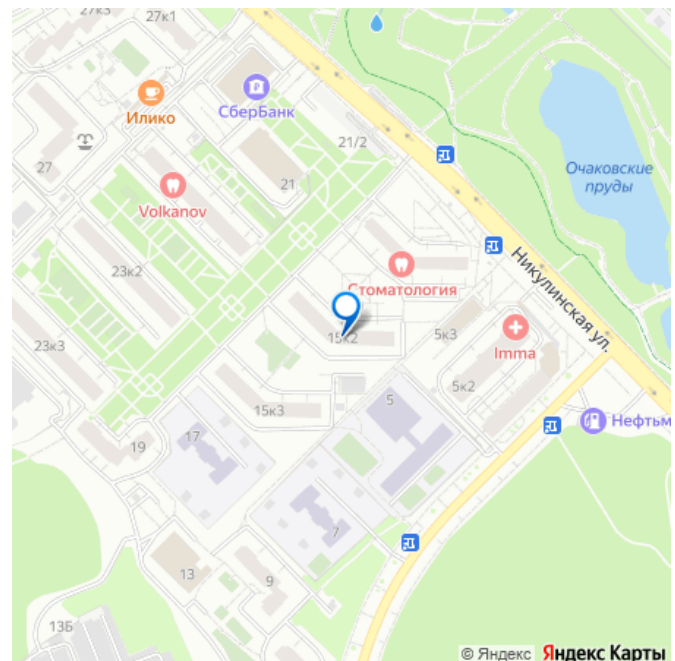 27к3
27к1
Илико
СберБанк
21/2
27
21
Volkanov
Очаковские
пруды
23к2
Никулинская ул.
Стоматология
15к2
5к3
Imma
23к3
5к2
15к3
5
17
19
Нефтьм
7
13
9
13Б
© Яндекс Яндекс Карты